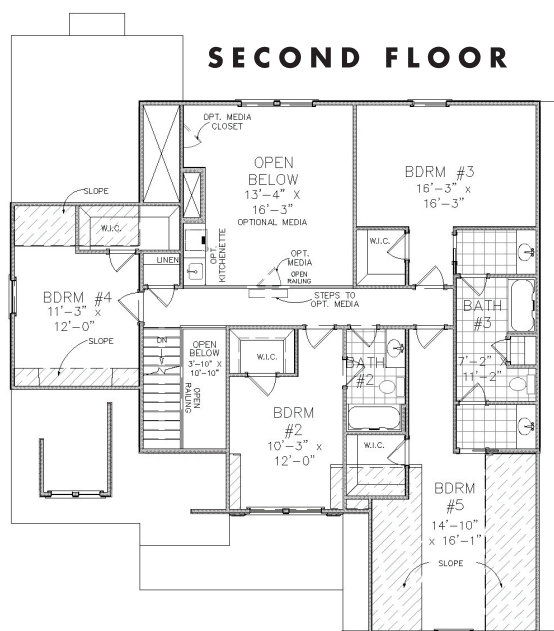 SECOND FLOOR
OPT. MEDIA
CLOSET
OPEN
BELOW
13'-4" X
16'-3"
OPTIONAL MEDIA
BDRM #3
16'-3" x
16'-3"
SLOPE
W.I.C.
OPT.
KITCHENETTE
W.I.C.
LINEN
OPT.
MEDIA
OPEN
RAILING
BDRM #4
11'-3" x
12'-0"
STEPS TO
OPT. MEDIA
BATH
#3
7'-2" x
11'-2"
SLOPE
DN
OPEN
BELOW
3'-10" x
10'-10"
OPEN
RAILING
W.I.C.
BATH
#2
BDRM
#2
10'-3" x
12'-0"
W.I.C.
BDRM
#5
14'-10"
x 16'-1"
SLOPE